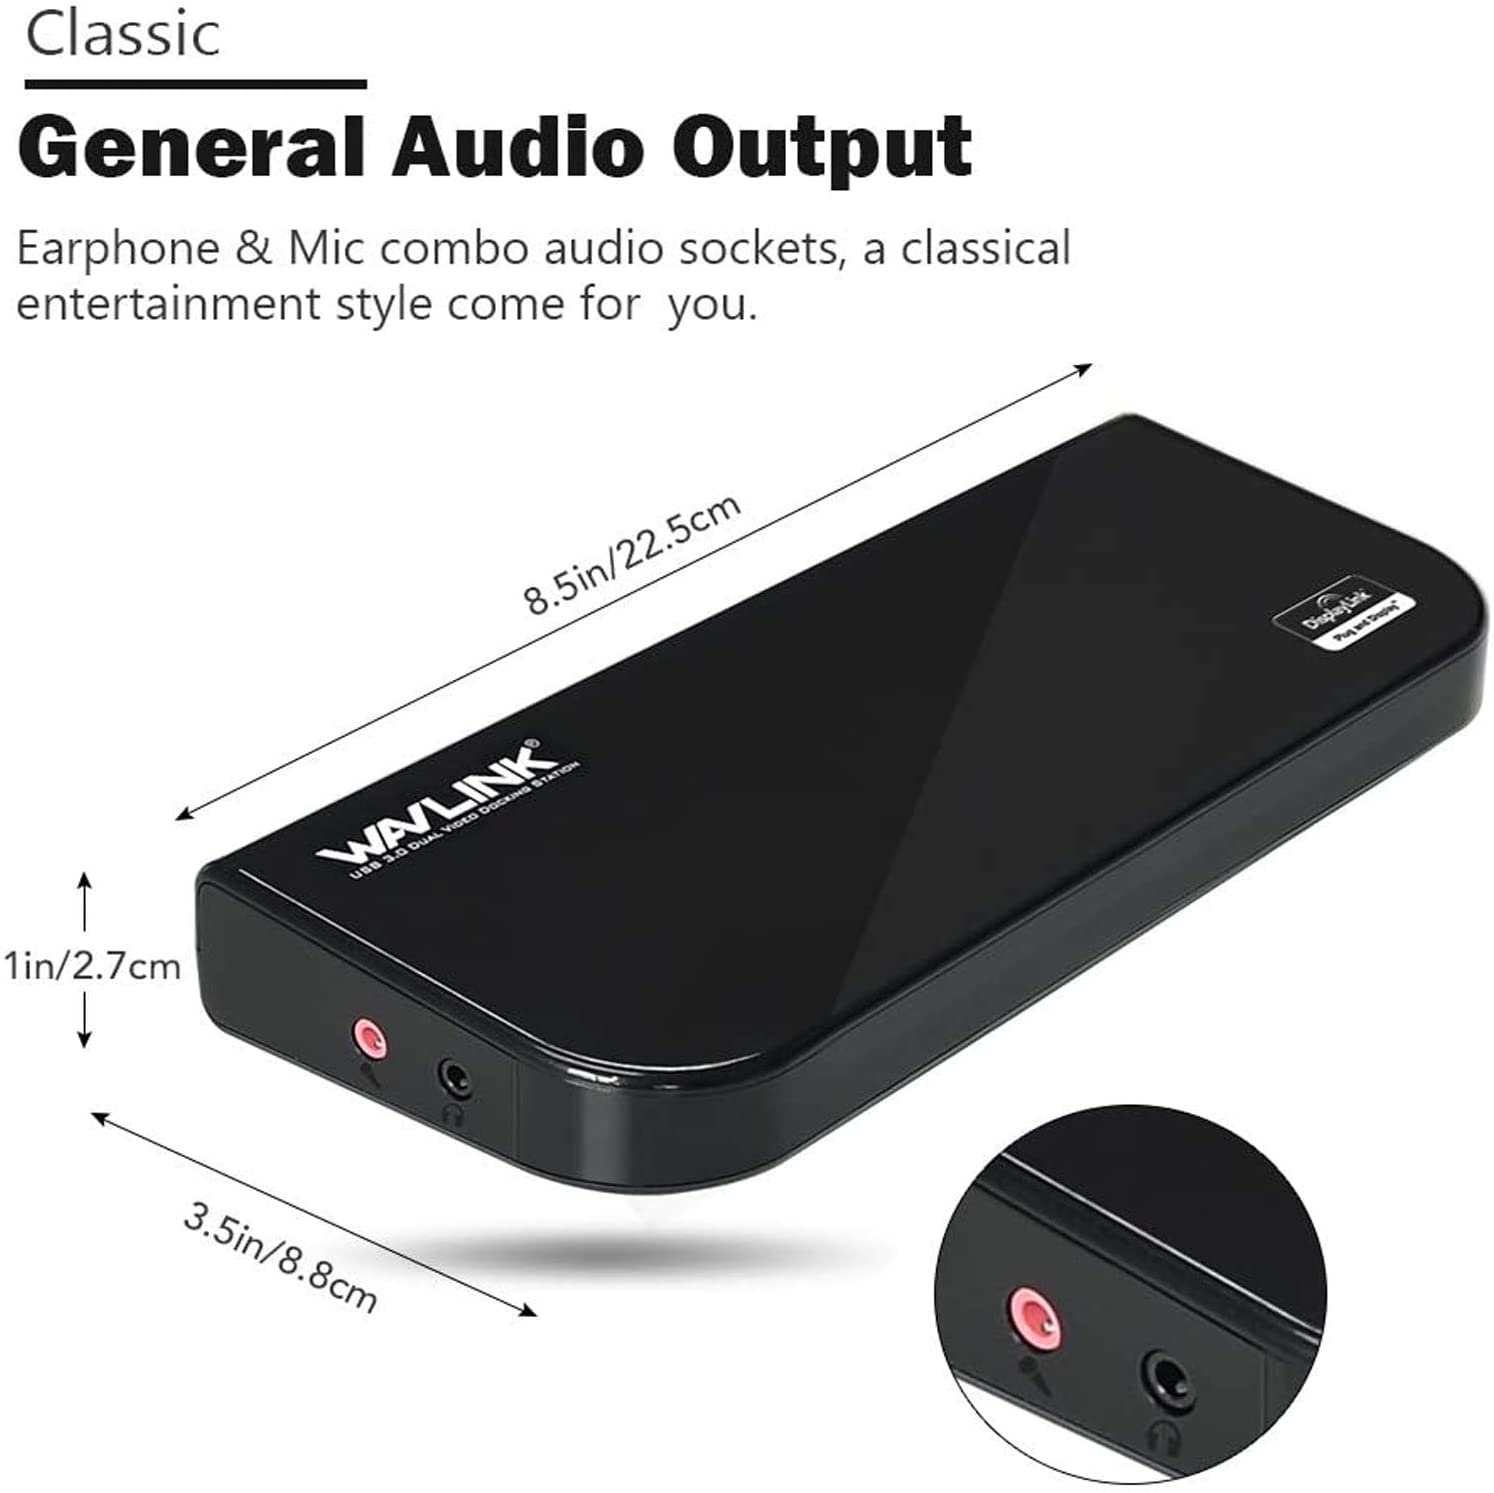 Classic
General Audio Output
Earphone & Mic combo audio sockets, a classical
entertainment style come for  you.
8.5in/22.5cm
DisplayLink
Plug and Display™
WAVLINK®
USB 3.0 DUAL VIDEO DOCKING STATION
1in/2.7cm
3.5in/8.8cm